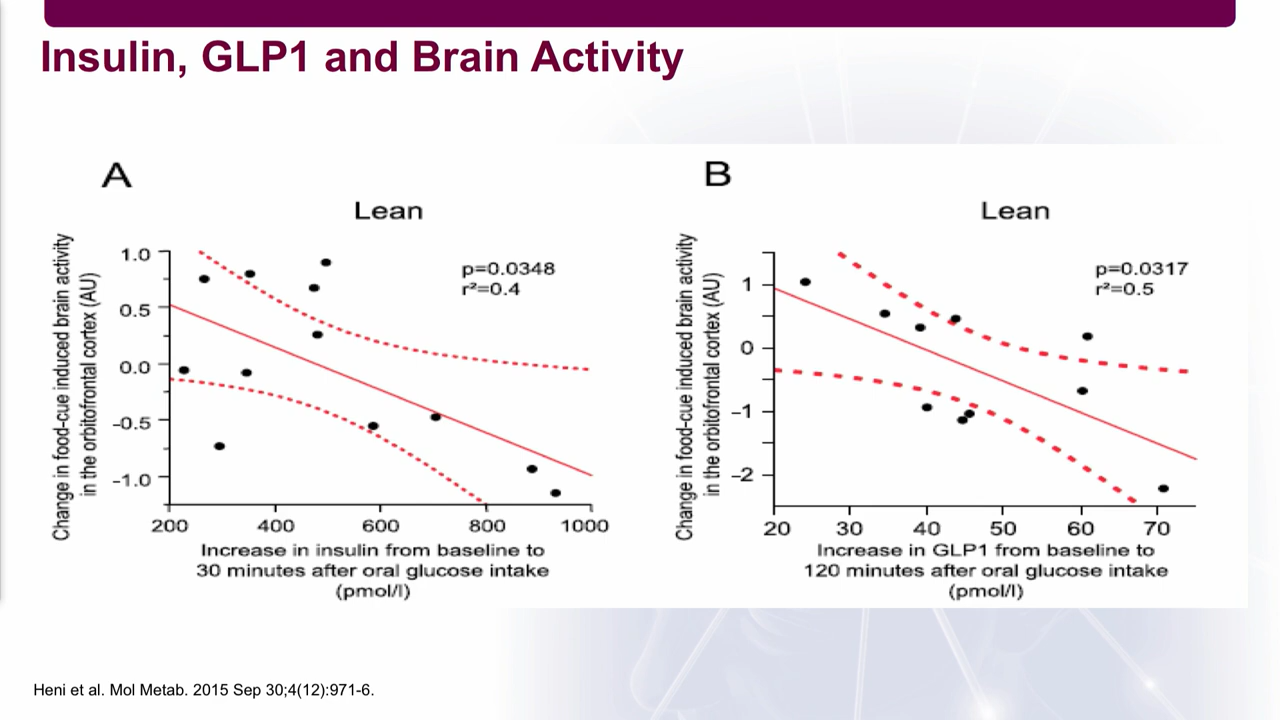 Insulin, GLP1 and Brain Activity
A
Lean
Change in food-cue induced brain activity
in the orbitofrontal cortex (AU)
1.0
0.5
0.0
-0.5
-1.0
p=0.0348
r²=0.4
200 400 600 800 1000
Increase in insulin from baseline to
30 minutes after oral glucose intake
(pmol/l)
B
Lean
Change in food-cue induced brain activity
in the orbitofrontal cortex (AU)
1
0
-1
-2
p=0.0317
r²=0.5
20 30 40 50 60 70
Increase in GLP1 from baseline to
120 minutes after oral glucose intake
(pmol/l)
Heni et al. Mol Metab. 2015 Sep 30;4(12):971-6.